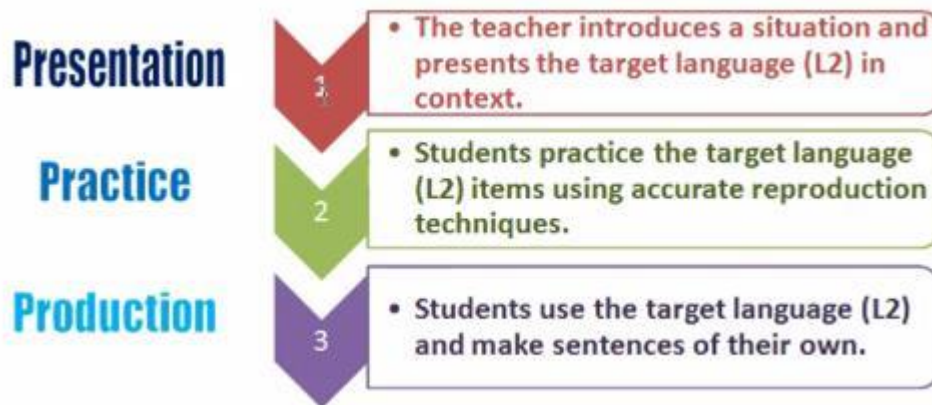 Presentation
1
• The teacher introduces a situation and
presents the target language (L2) in
context.
Practice
2
• Students practice the target language
(L2) items using accurate reproduction
techniques.
Production
3
• Students use the target language (L2)
and make sentences of their own.